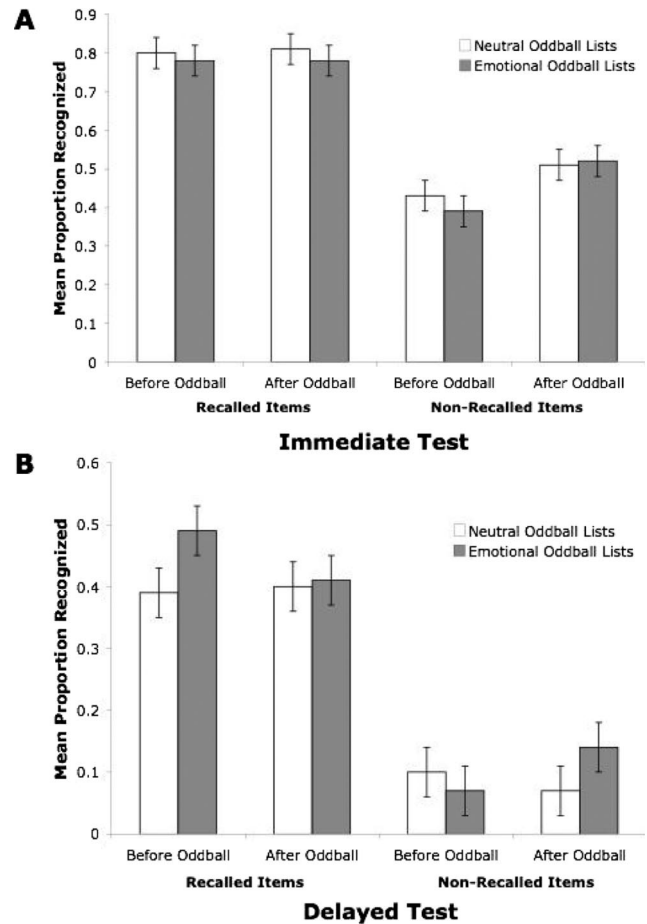 A
0.9
0.8
0.7
0.6
0.5
0.4
0.3
0.2
0.1
0
Mean Proportion Recognized
Neutral Oddball Lists
Emotional Oddball Lists
Before Oddball After Oddball Before Oddball After Oddball
Recalled Items Non-Recalled Items
Immediate Test
B
0.6
0.5
0.4
0.3
0.2
0.1
0
Mean Proportion Recognized
Neutral Oddball Lists
Emotional Oddball Lists
Before Oddball After Oddball Before Oddball After Oddball
Recalled Items Non-Recalled Items
Delayed Test